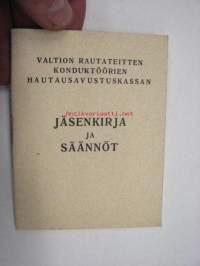 VALTION RAUTATEITTEN
KONDUKTÖÖRIEN
HAUTAUSAVUSTUSKASSAN
JÄSENKIRJA
JA
SÄÄNNÖT